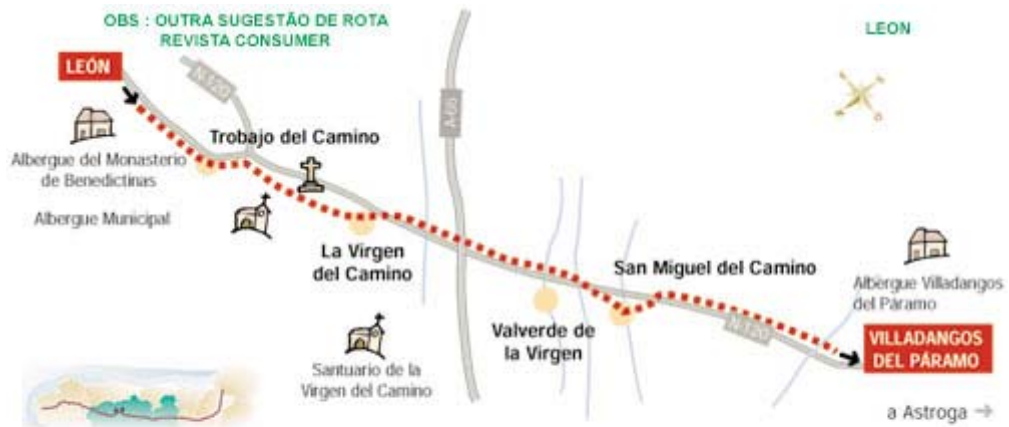 OBS : OUTRA SUGESTÃO DE ROTA
REVISTA CONSUMER
LEON
LEÓN
N-120
A-66
Trobajo del Camino
Albergue del Monasterio
de Benedictinas
Albergue Municipal
La Virgen
del Camino
San Miguel del Camino
Albergue Villadangos
del Páramo
Valverde de
la Virgen
N-120
VILLADANGOS
DEL PÁRAMO
Santuario de la
Virgen del Camino
a Astroga →